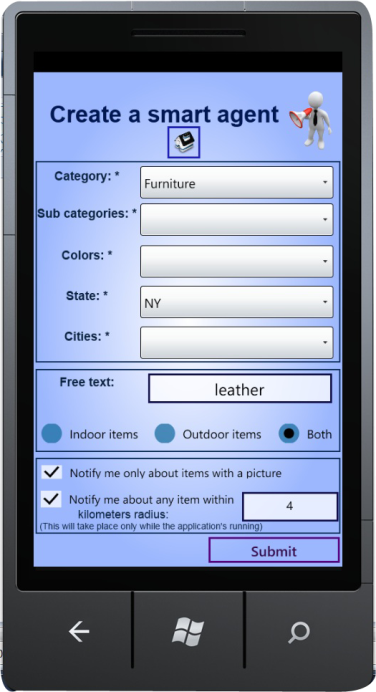 Create a smart agent
Category: *
Furniture
Sub categories: *
Colors: *
State: *
NY
Cities: *
Free text:
leather
Indoor items
Outdoor items
Both
Notify me only about items with a picture
Notify me about any item within
kilometers radius:
4
(This will take place only while the application's running)
Submit